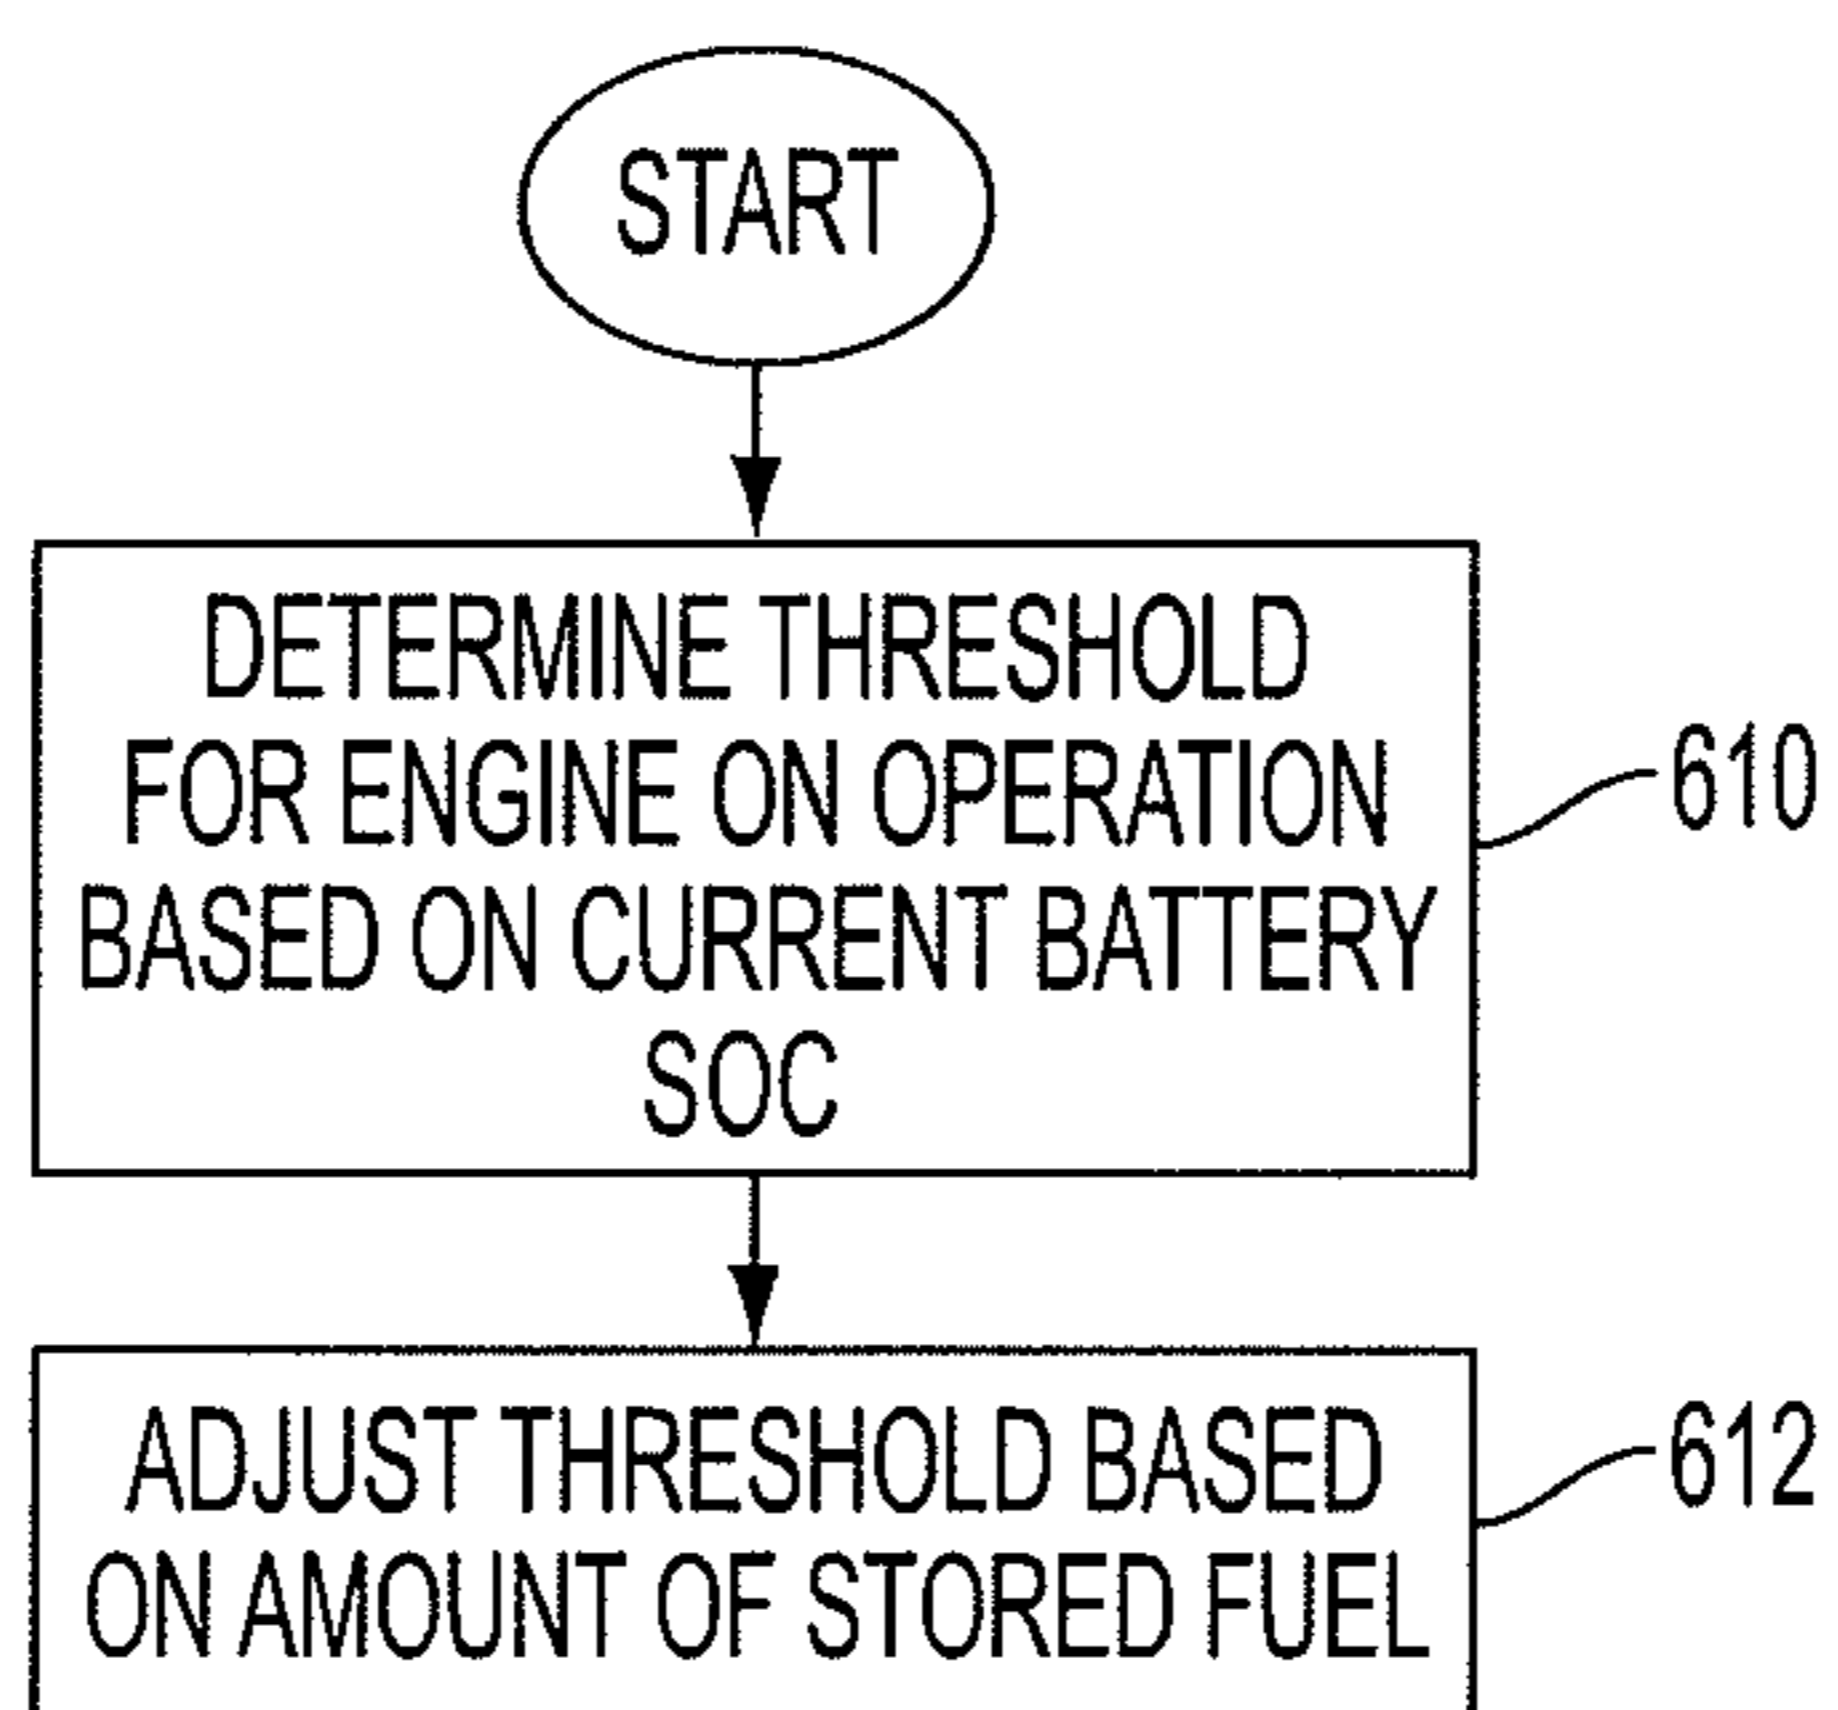 START
DETERMINE THRESHOLD
FOR ENGINE ON OPERATION
BASED ON CURRENT BATTERY
SOC
610
ADJUST THRESHOLD BASED
ON AMOUNT OF STORED FUEL
612